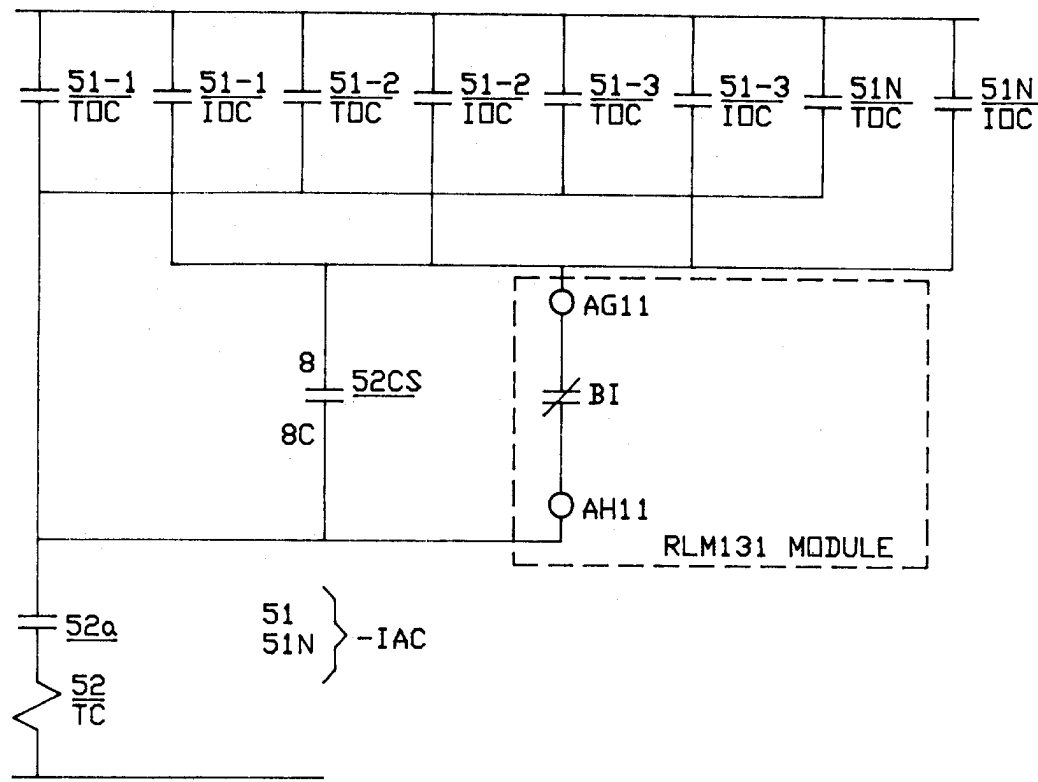 51-1
TOC
51-1
IOC
51-2
TOC
51-2
IOC
51-3
TOC
51-3
IOC
51N
TOC
51N
IOC
AG11
8
52CS
BI
8C
AH11
RLM131 MODULE
52a
51
51N
-IAC
52
TC